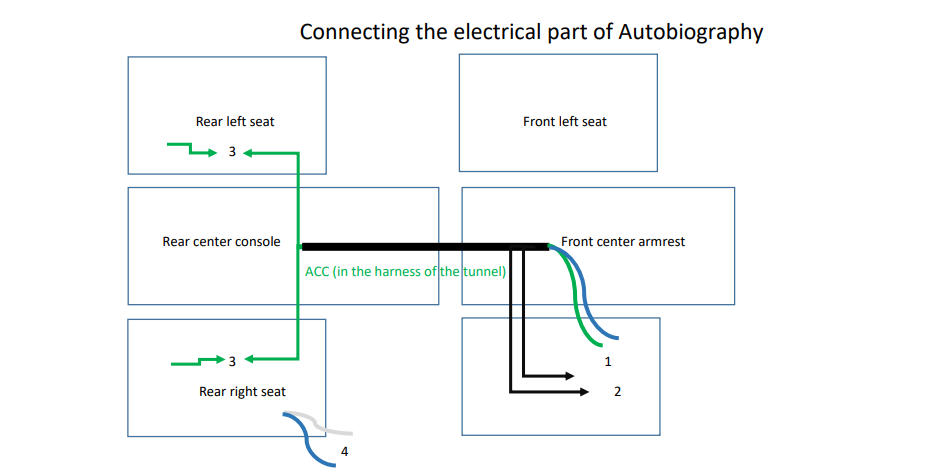 Connecting the electrical part of Autobiography
Rear left seat
3
Front left seat
Rear center console
Front center armrest
ACC (in the harness of the tunnel)
3
Rear right seat
1
2
4